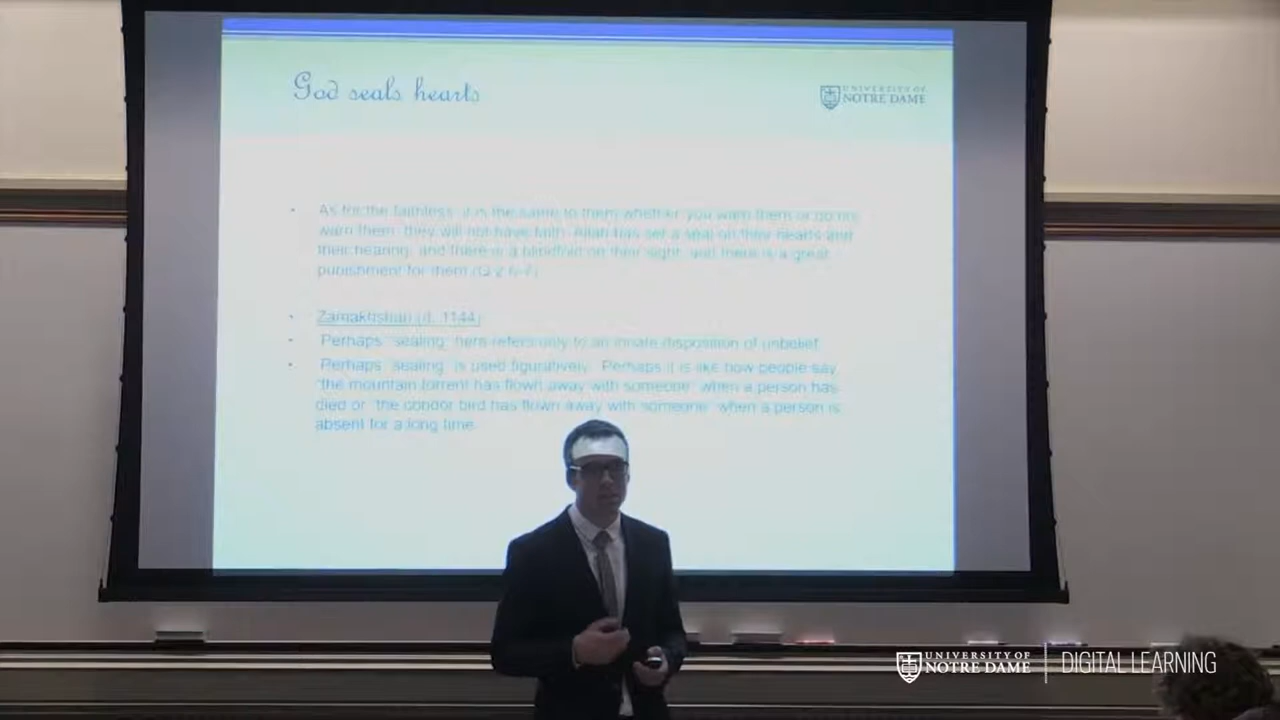 God seals hearts
UNIVERSITY OF
NOTRE DAME
As for the faithless, it is the same to them whether you warn them or do not
warn them, they will not have faith. Allah has set a seal on their hearts and
their hearing, and there is a blindfold on their sight, and there is a great
punishment for them (Q 2:6-7)
Zamakhshari (d. 1144)
"Perhaps "sealing" here refers only to an innate disposition of unbelief.
"Perhaps "sealing" is used figuratively. Perhaps it is like how people say
"the mountain torrent has flown away with someone" when a person has
died or "the condor bird has flown away with someone" when a person is
absent for a long time.
UNIVERSITY OF
NOTRE DAME
DIGITAL LEARNING